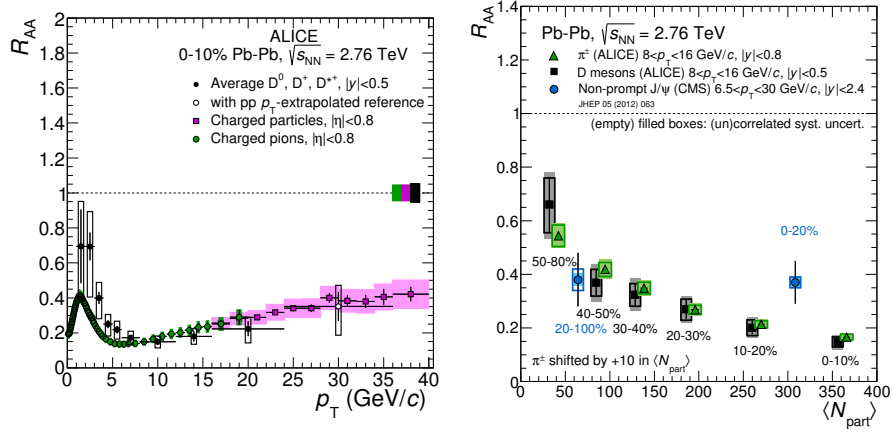 R_AA
ALICE
0-10% Pb-Pb, √s_NN = 2.76 TeV
Average D⁰, D⁺, D*⁺, |y|<0.5
with pp p_T-extrapolated reference
Charged particles, |η|<0.8
Charged pions, |η|<0.8
2
1.8
1.6
1.4
1.2
1
0.8
0.6
0.4
0.2
0
0 5 10 15 20 25 30 35 40
p_T (GeV/c)
R_AA
Pb-Pb, √s_NN = 2.76 TeV
π± (ALICE) 8<p_T<16 GeV/c, |y|<0.8
D mesons (ALICE) 8<p_T<16 GeV/c, |y|<0.5
Non-prompt J/ψ (CMS) 6.5<p_T<30 GeV/c, |y|<2.4
JHEP 05 (2012) 063
(empty) filled boxes: (un)correlated syst. uncert.
1.4
1.2
1
0.8
0.6
0.4
0.2
0
0-20%
50-80%
40-50%
20-100%
30-40%
20-30%
10-20%
0-10%
π± shifted by +10 in ⟨N_part⟩
0 50 100 150 200 250 300 350 400
⟨N_part⟩